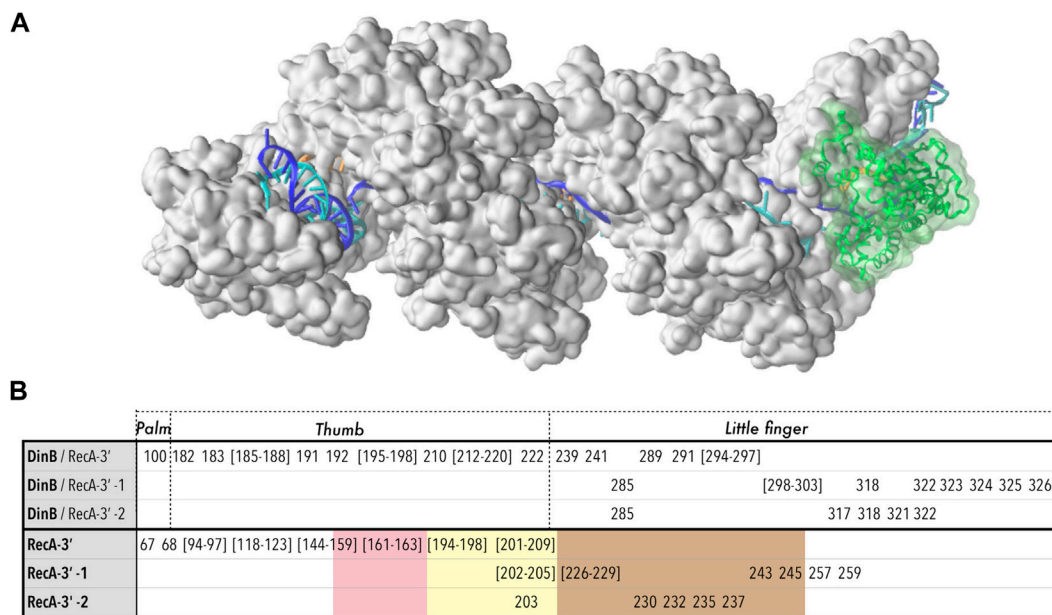 A
B
Palm Thumb Little finger
DinB / RecA-3' 100 182 183 [185-188] 191 192 [195-198] 210 [212-220] 222 239 241 289 291 [294-297]
DinB / RecA-3' -1 285 [298-303] 318 322 323 324 325 326
DinB / RecA-3' -2 285 317 318 321 322
RecA-3' 67 68 [94-97] [118-123] [144-159] [161-163] [194-198] [201-209]
RecA-3' -1 [202-205] [226-229] 243 245 257 259
RecA-3' -2 203 230 232 235 237